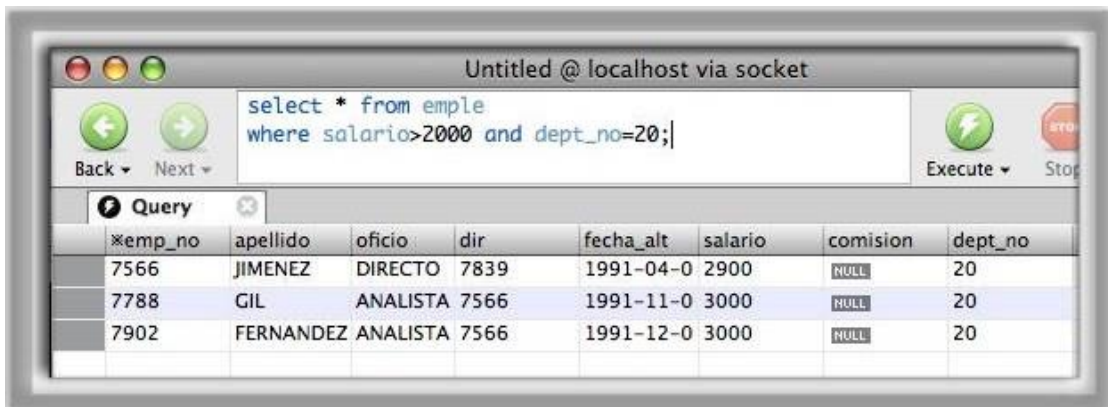 Untitled @ localhost via socket
select * from emple
where salario>2000 and dept_no=20;
Back Next Execute Stop
Query
※emp_no apellido oficio dir fecha_alt salario comision dept_no
7566 JIMENEZ DIRECTO 7839 1991-04-0 2900 NULL 20
7788 GIL ANALISTA 7566 1991-11-0 3000 NULL 20
7902 FERNANDEZ ANALISTA 7566 1991-12-0 3000 NULL 20